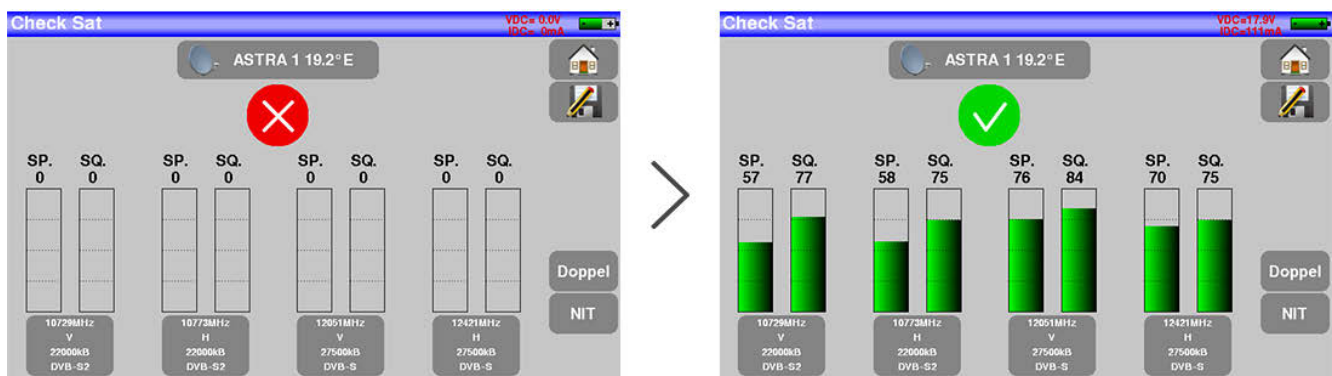 Check Sat
VDC= 0.0V
IDC= 0mA
ASTRA 1 19.2°E
SP. SQ. SP. SQ. SP. SQ. SP. SQ.
0 0 0 0 0 0 0 0
Doppel
NIT
10729MHz 10773MHz 12051MHz 12421MHz
V H V H
22000kB 22000kB 27500kB 27500kB
DVB-S2 DVB-S2 DVB-S DVB-S
Check Sat
VDC=17.9V
IDC=111mA
ASTRA 1 19.2°E
SP. SQ. SP. SQ. SP. SQ. SP. SQ.
57 77 58 75 76 84 70 75
Doppel
NIT
10729MHz 10773MHz 12051MHz 12421MHz
V H V H
22000kB 22000kB 27500kB 27500kB
DVB-S2 DVB-S2 DVB-S DVB-S